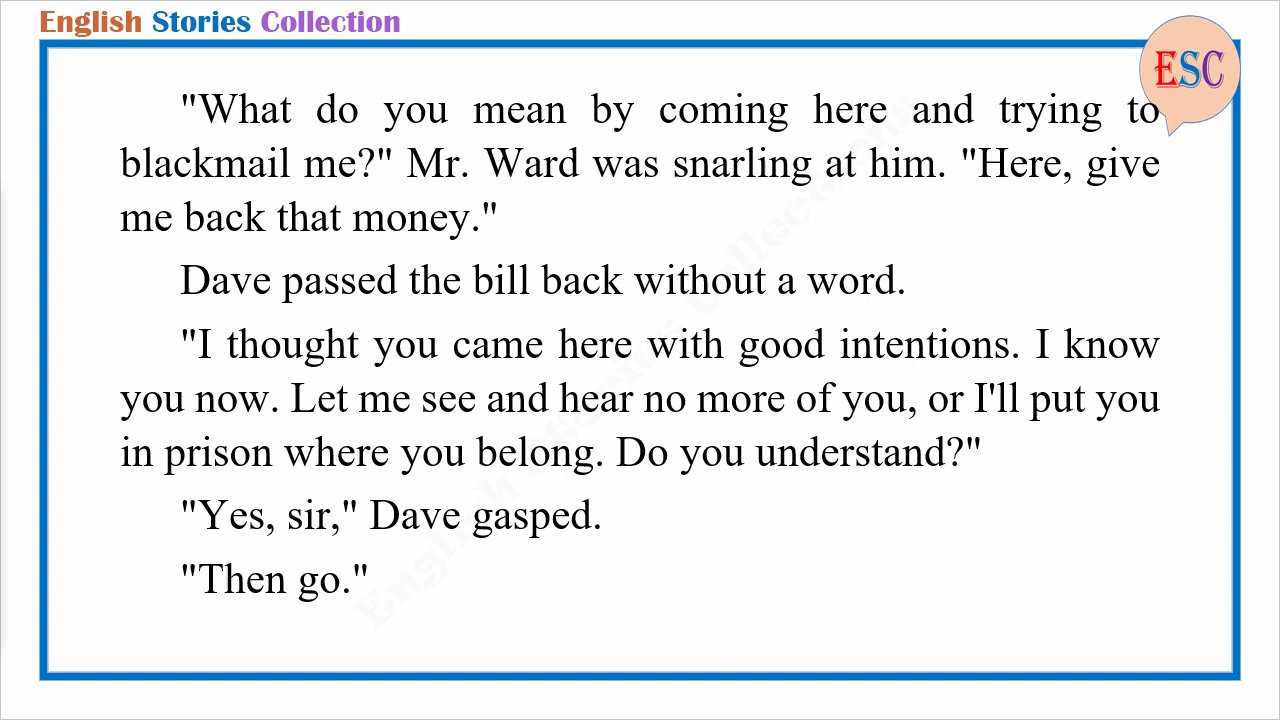 English Stories Collection
ESC
"What do you mean by coming here and trying to
blackmail me?" Mr. Ward was snarling at him. "Here, give
me back that money."
Dave passed the bill back without a word.
"I thought you came here with good intentions. I know
you now. Let me see and hear no more of you, or I'll put you
in prison where you belong. Do you understand?"
"Yes, sir," Dave gasped.
"Then go."
English Stories Collections